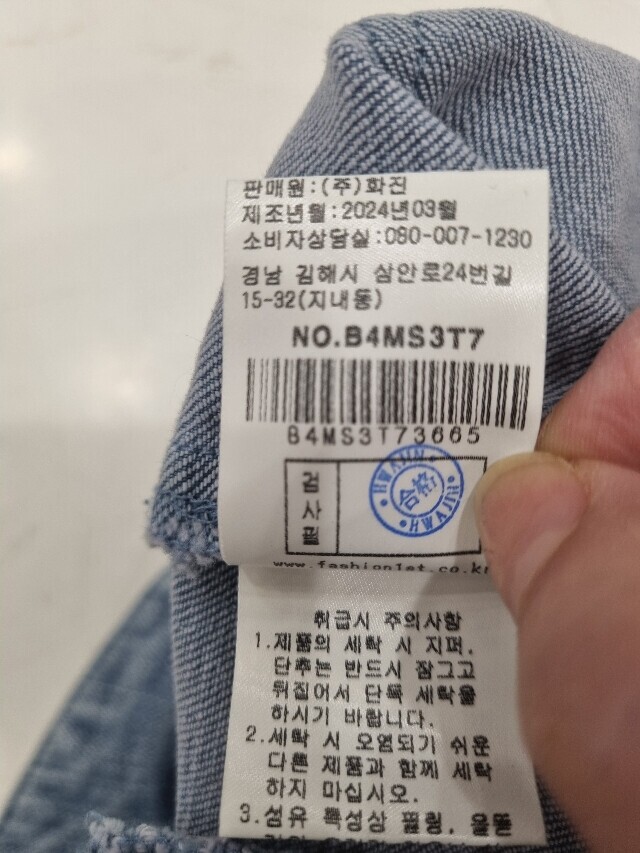 판매원:(주)화진
제조년월:2024년03월
소비자상담실:080-007-1230
경남 김해시 삼안로24번길
15-32(지내동)
NO.B4MS3T7
B4MS3T73665
검사필
HWAJIN
合格
HWAJIN
www.fashion1st.co.kr
취급시 주의사항
1.제품의 세탁 시 지퍼,
단추는 반드시 잠그고
뒤집어서 단독 세탁을
하시기 바랍니다.
2.세탁 시 오염되기 쉬운
다른 제품과 함께 세탁
하지 마십시오.
3.섬유 특성상 필링, 올뜯